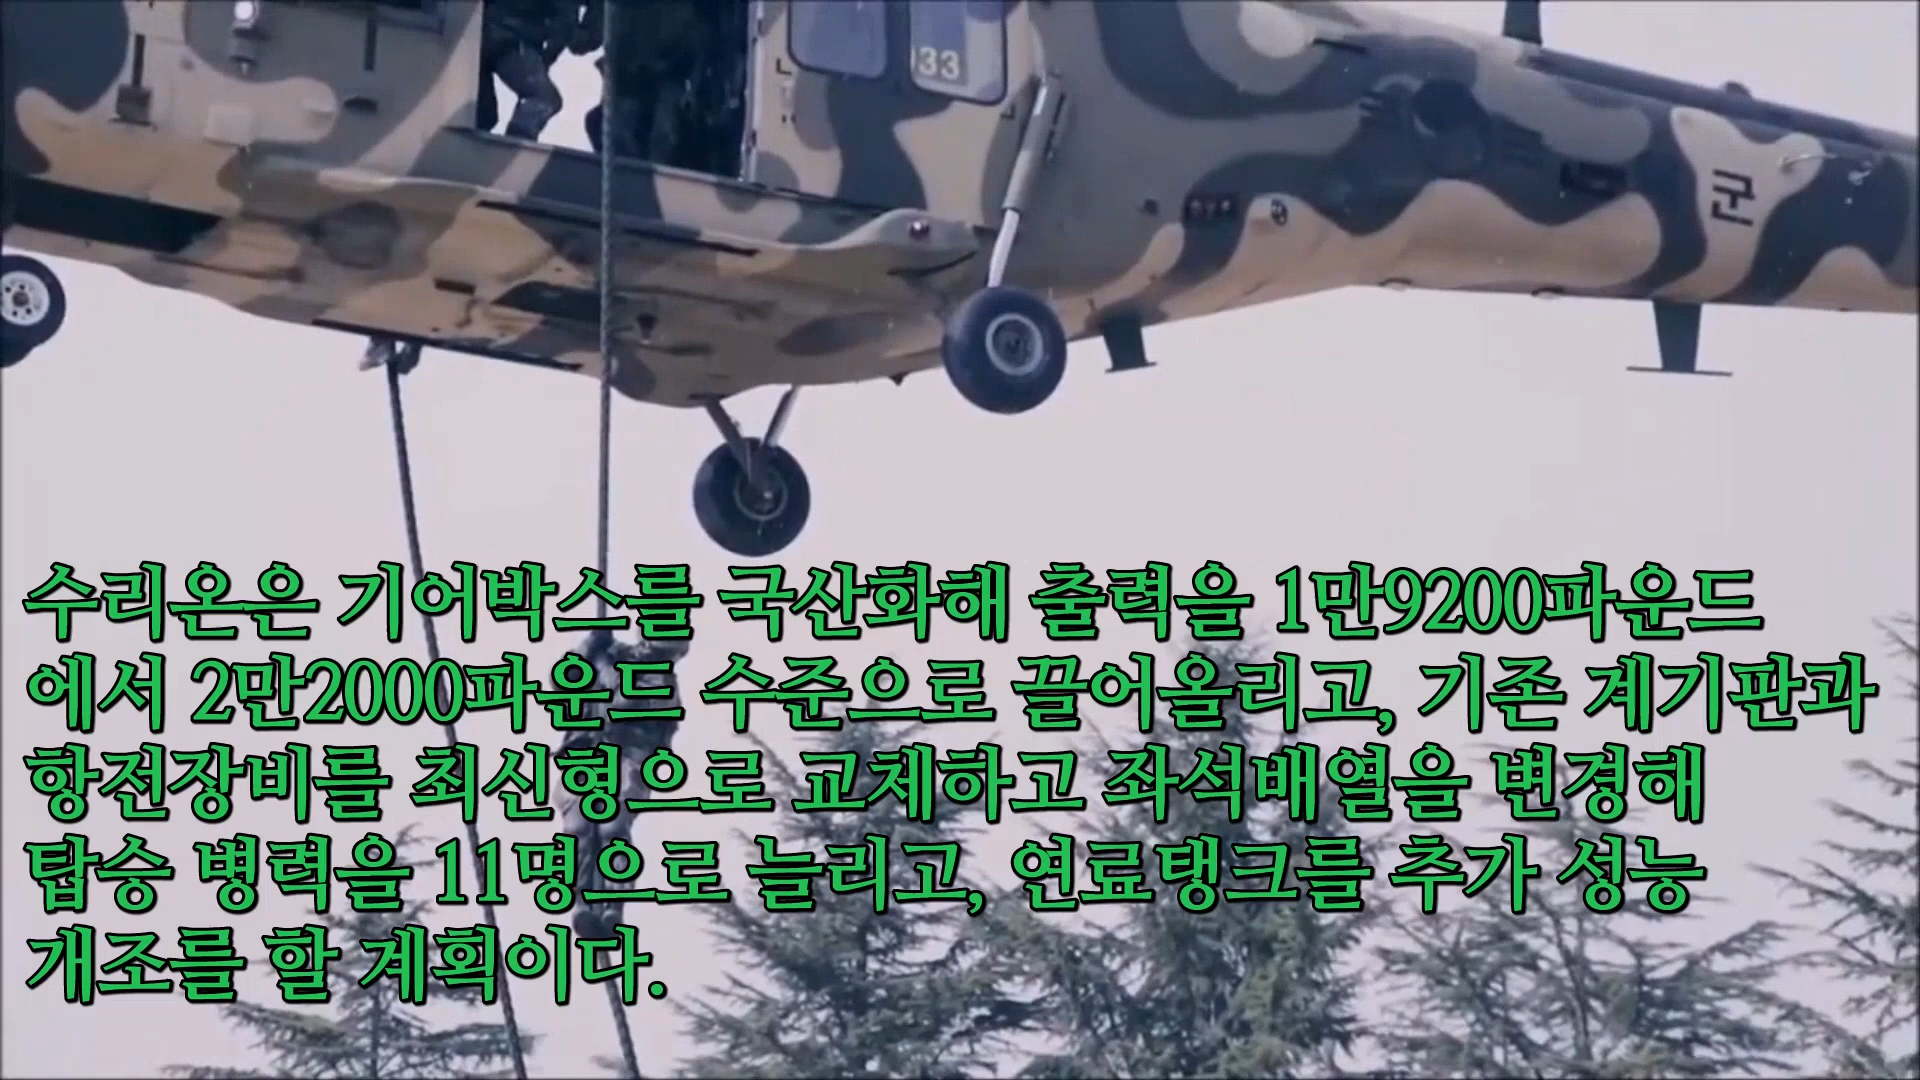 033
군
수리온은 기어박스를 국산화해 출력을 1만9200파운드
에서 2만2000파운드 수준으로 끌어올리고, 기존 계기판과
항전장비를 최신형으로 교체하고 좌석배열을 변경해
탑승 병력을 11명으로 늘리고, 연료탱크를 추가 성능
개조를 할 계획이다.